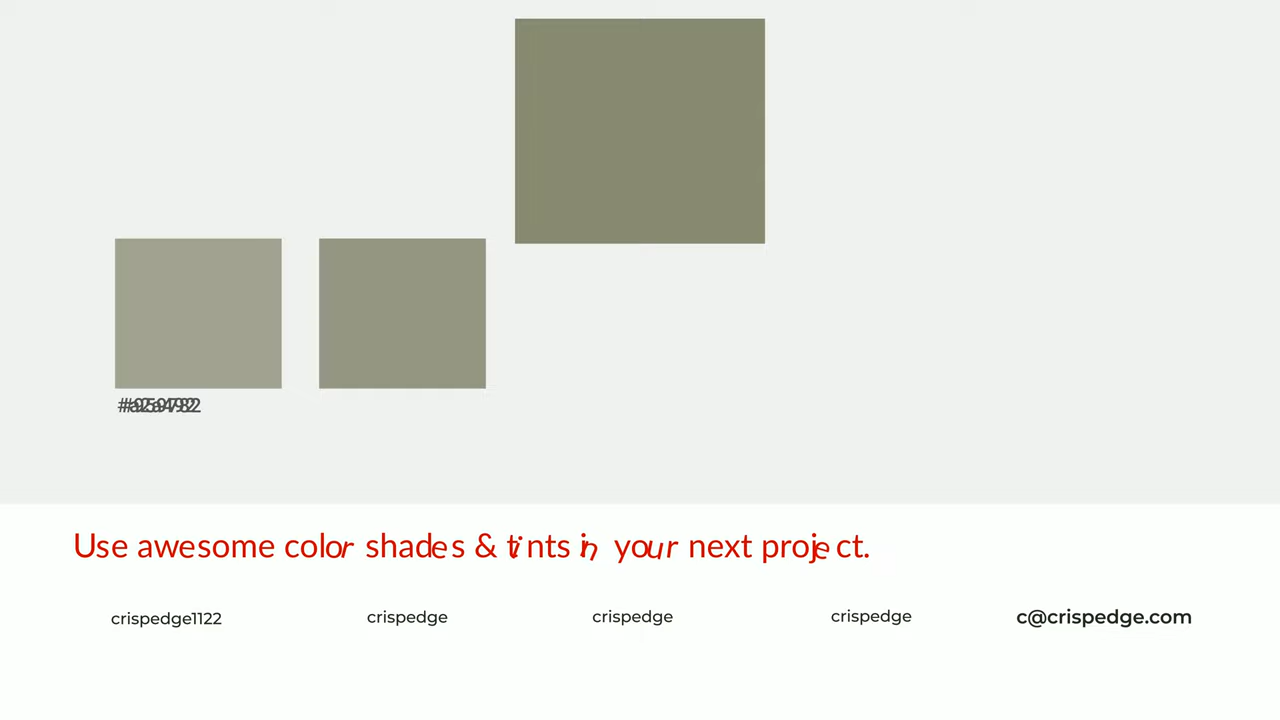 Use awesome color shades & tints in your next project.
crispedge1122 crispedge crispedge crispedge c@crispedge.com